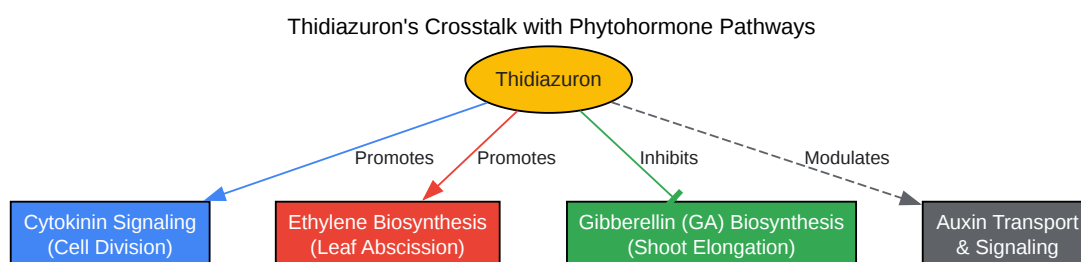 Thidiazuron's Crosstalk with Phytohormone Pathways
Thidiazuron
Promotes
Promotes
Inhibits
Modulates
Cytokinin Signaling
(Cell Division)
Ethylene Biosynthesis
(Leaf Abscission)
Gibberellin (GA) Biosynthesis
(Shoot Elongation)
Auxin Transport
& Signaling